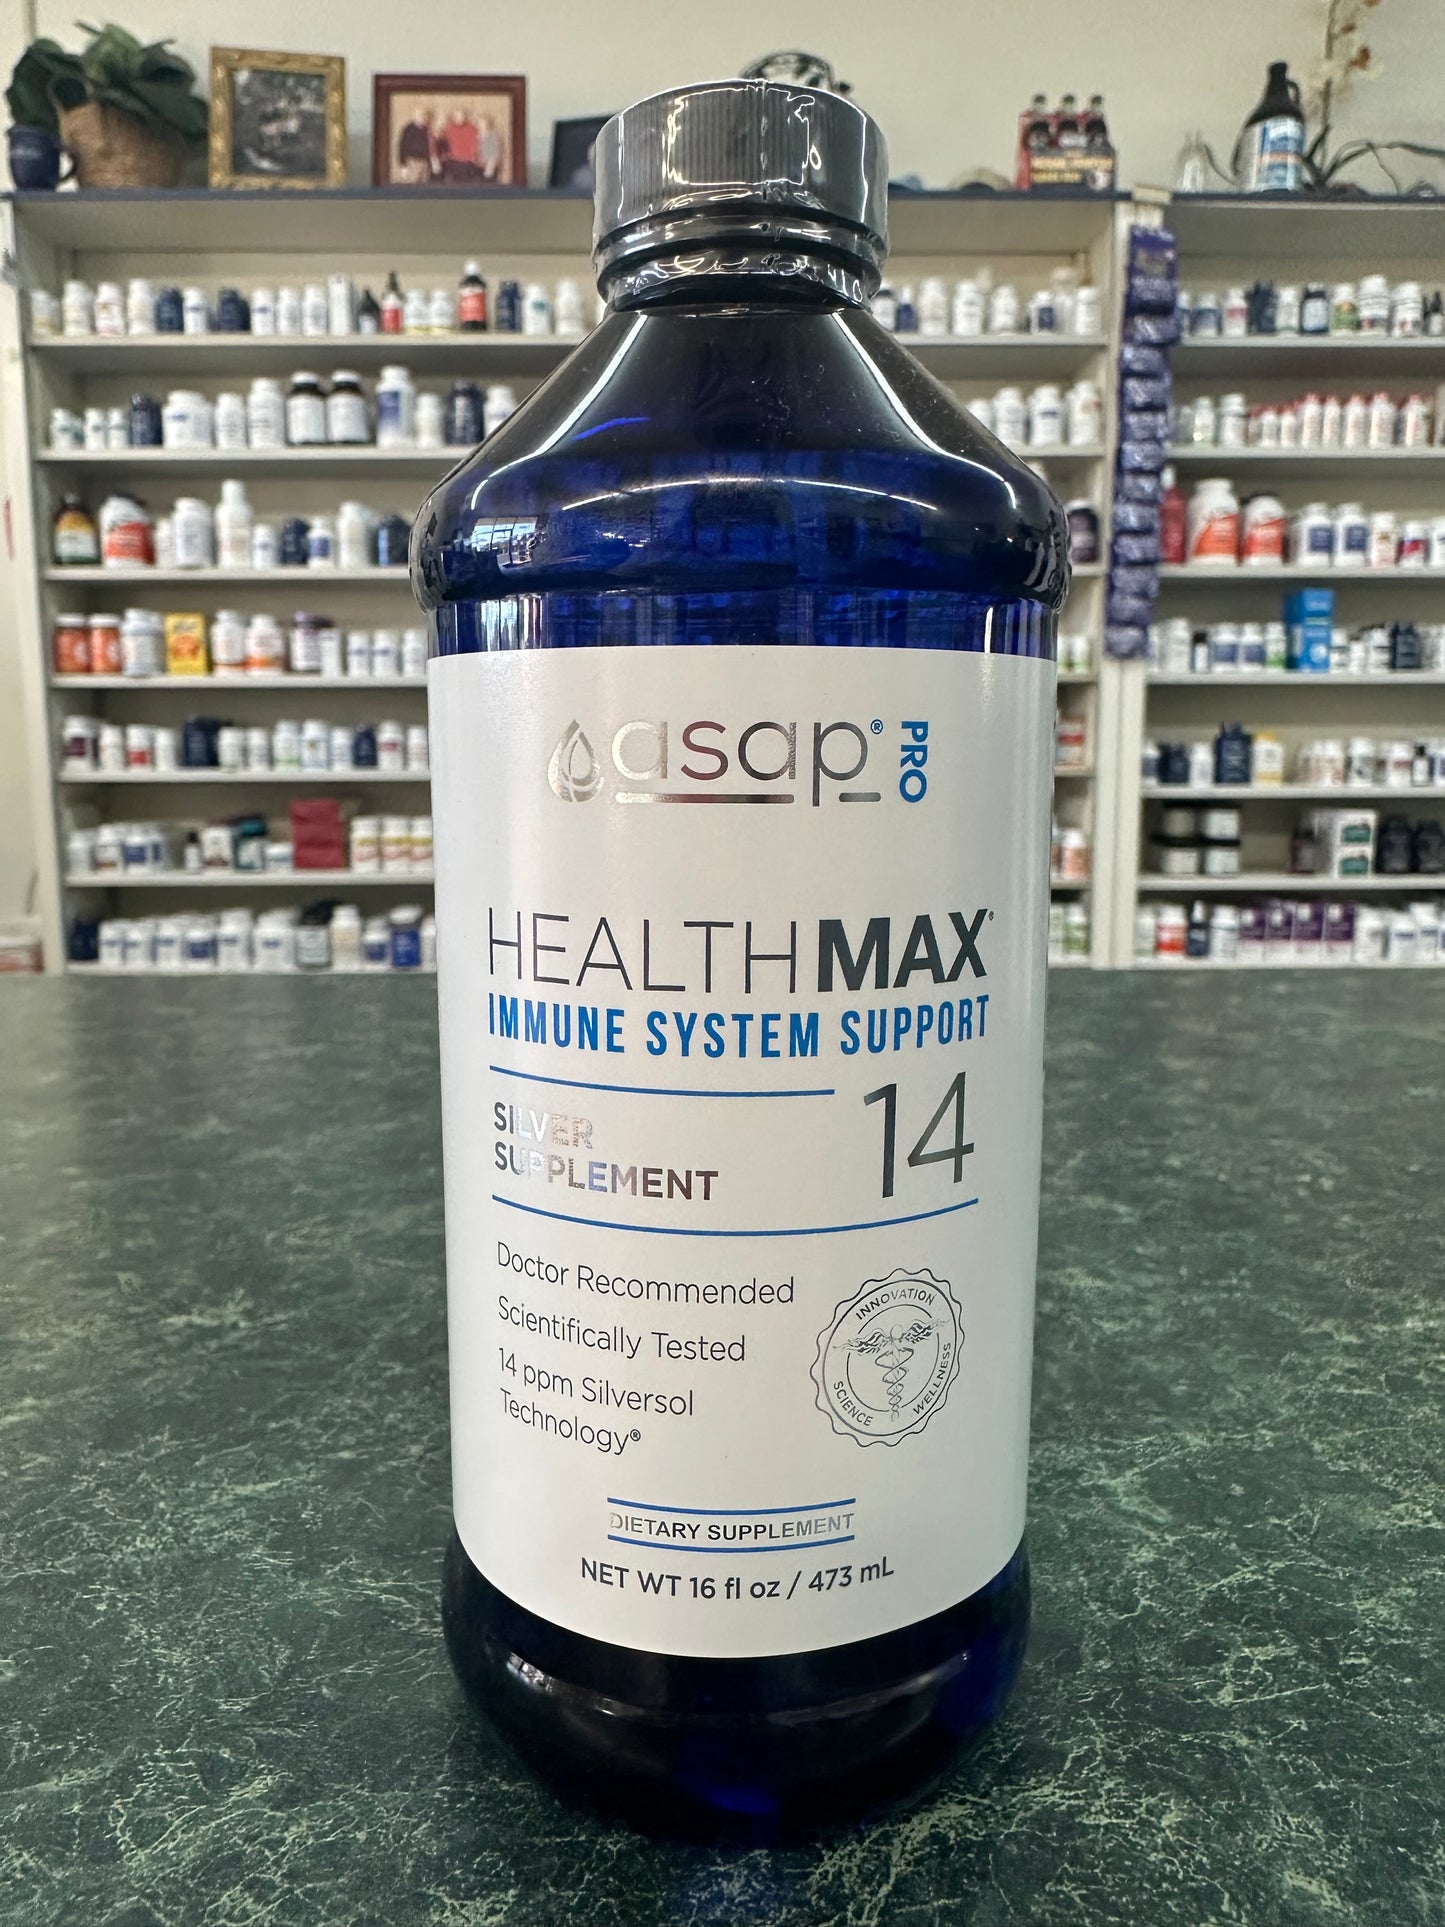 asap® PRO
HEALTHMAX®
IMMUNE SYSTEM SUPPORT
SILVER
SUPPLEMENT
14
Doctor Recommended
Scientifically Tested
14 ppm Silversol
Technology®
INNOVATION
SCIENCE
WELLNESS
DIETARY SUPPLEMENT
NET WT 16 fl oz / 473 mL